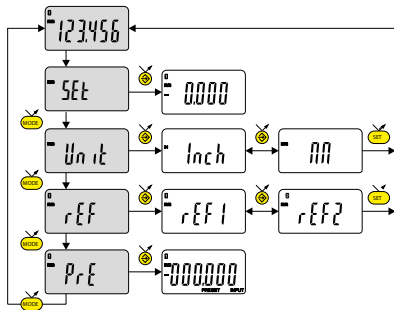 123.456
SEt
0.000
MODE
Unit
Inch
MM
SET
MODE
rEF
rEF1
rEF2
SET
MODE
PrE
-000.000
PRESET INPUT
MODE